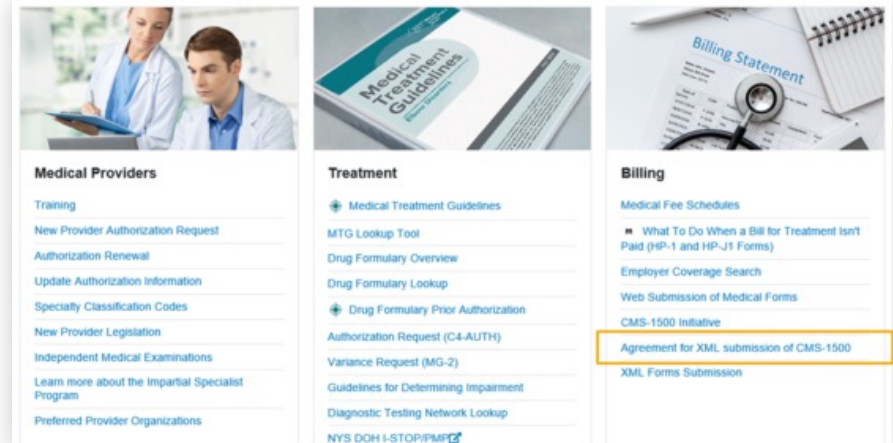 Medical
Treatment
Guidelines
Elbow Disorders
Billing Statement
Medical Providers
Training
New Provider Authorization Request
Authorization Renewal
Update Authorization Information
Specialty Classification Codes
New Provider Legislation
Independent Medical Examinations
Learn more about the Impartial Specialist
Program
Preferred Provider Organizations
Treatment
Medical Treatment Guidelines
MTG Lookup Tool
Drug Formulary Overview
Drug Formulary Lookup
Drug Formulary Prior Authorization
Authorization Request (C4-AUTH)
Variance Request (MG-2)
Guidelines for Determining Impairment
Diagnostic Testing Network Lookup
NYS DOH I-STOP/PMP
Billing
Medical Fee Schedules
What To Do When a Bill for Treatment Isn't
Paid (HP-1 and HP-J1 Forms)
Employer Coverage Search
Web Submission of Medical Forms
CMS-1500 Initiative
Agreement for XML submission of CMS-1500
XML Forms Submission